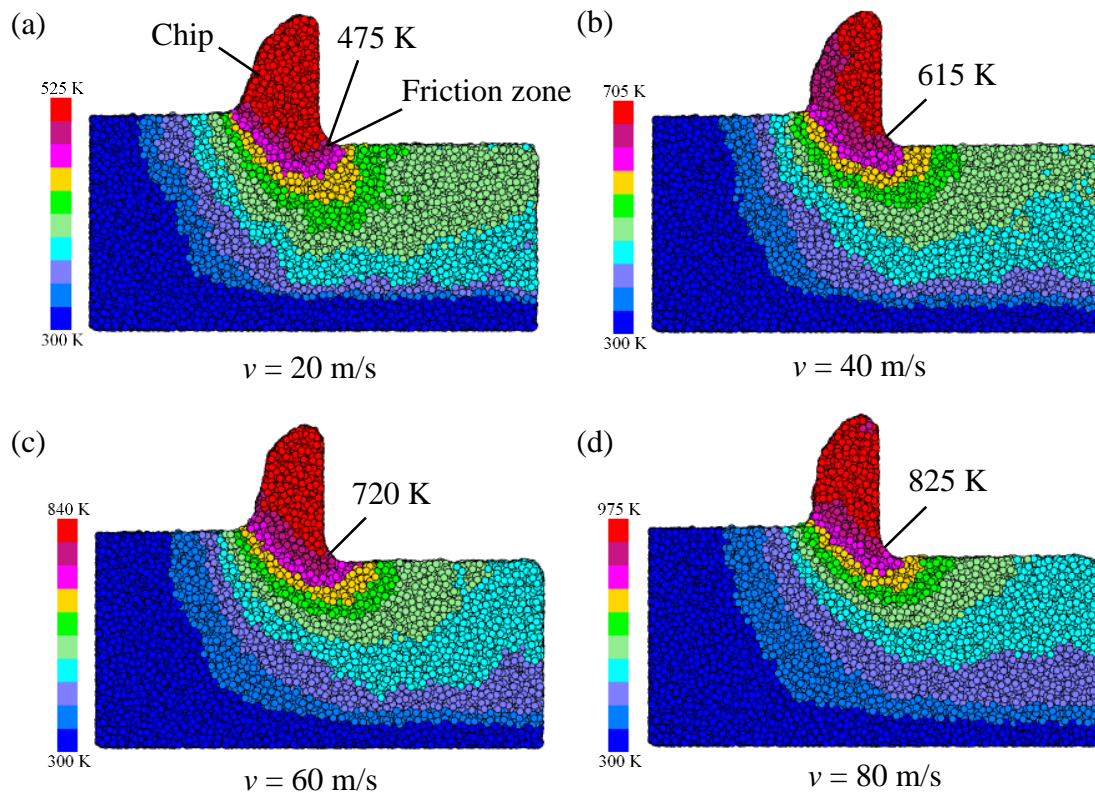 (a)
Chip
475 K
Friction zone
525 K
300 K
v = 20 m/s
(b)
615 K
705 K
300 K
v = 40 m/s
(c)
720 K
840 K
300 K
v = 60 m/s
(d)
825 K
975 K
300 K
v = 80 m/s